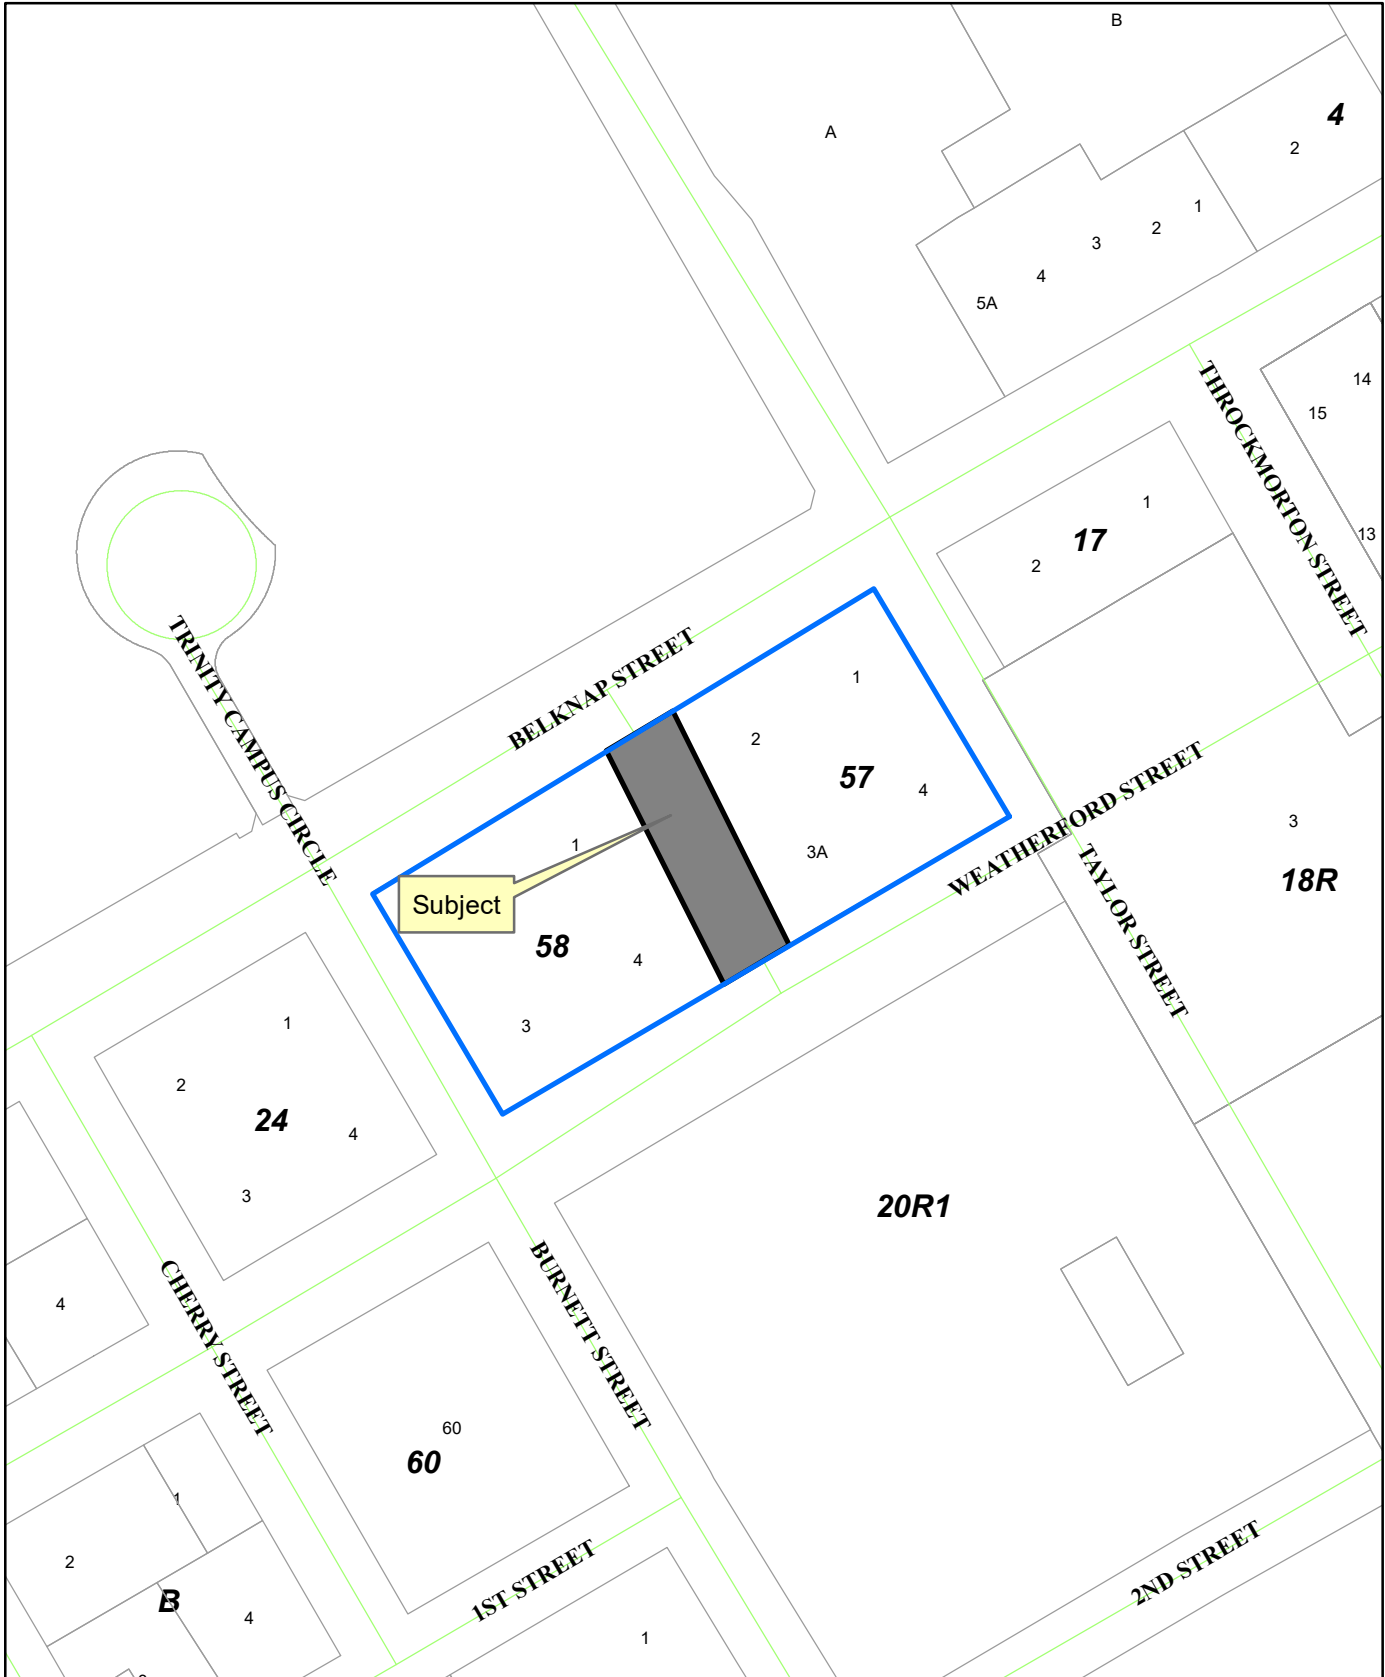 B
A
4
2
1
2
3
4
5A
THROCKMORTON STREET
14
15
13
1
17
2
TRINITY CAMPUS CIRCLE
BELKNAP STREET
1
2
57
4
3A
WEATHERFORD STREET
TAYLOR STREET
3
18R
1
Subject
58
4
3
1
2
24
4
3
20R1
4
CHERRY STREET
BURNETT STREET
60
60
1
2
B
4
1ST STREET
2ND STREET
1